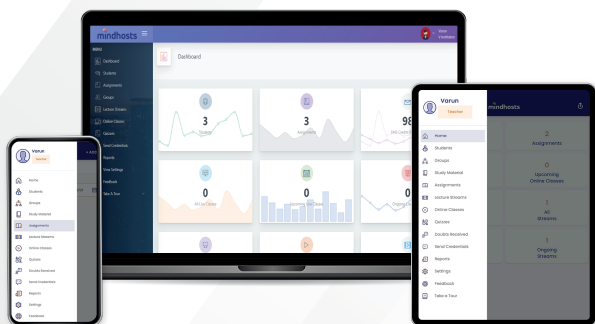 mindhosts
Varun
MENU
Dashboard
Students
Assignments
Groups
Lecture Streams
Online Classes
Quizzes
Send Credentials
Reports
View Settings
Feedback
Take A Tour
Dashboard
3
3
98
0
0
0
Varun
Teacher
Home
Students
Groups
Study Material
Assignments
Lecture Streams
Online Classes
Quizzes
Doubts Received
Send Credentials
Reports
Settings
Feedback
+ ADD
Varun
Teacher
Home
Students
Groups
Study Material
Assignments
Lecture Streams
Online Classes
Quizzes
Doubts Received
Send Credentials
Reports
Settings
Feedback
Take a Tour
mindhosts
2
Assignments
0
Upcoming
Online Classes
1
All
Streams
1
Ongoing
Streams